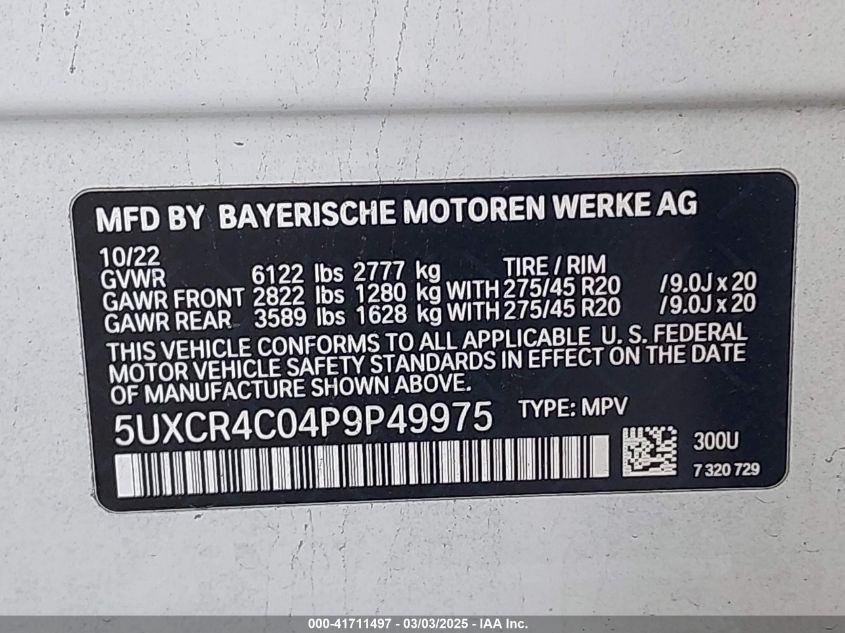 MFD BY BAYERISCHE MOTOREN WERKE AG
10/22
GVWR 6122 lbs 2777 kg TIRE / RIM
GAWR FRONT 2822 lbs 1280 kg WITH 275/45 R20 /9.0J x 20
GAWR REAR 3589 lbs 1628 kg WITH 275/45 R20 /9.0J x 20
THIS VEHICLE CONFORMS TO ALL APPLICABLE U. S. FEDERAL
MOTOR VEHICLE SAFETY STANDARDS IN EFFECT ON THE DATE
OF MANUFACTURE SHOWN ABOVE.
5UXCR4C04P9P49975 TYPE: MPV
300U
7 320 729
000-41711497 - 03/03/2025 - IAA Inc.